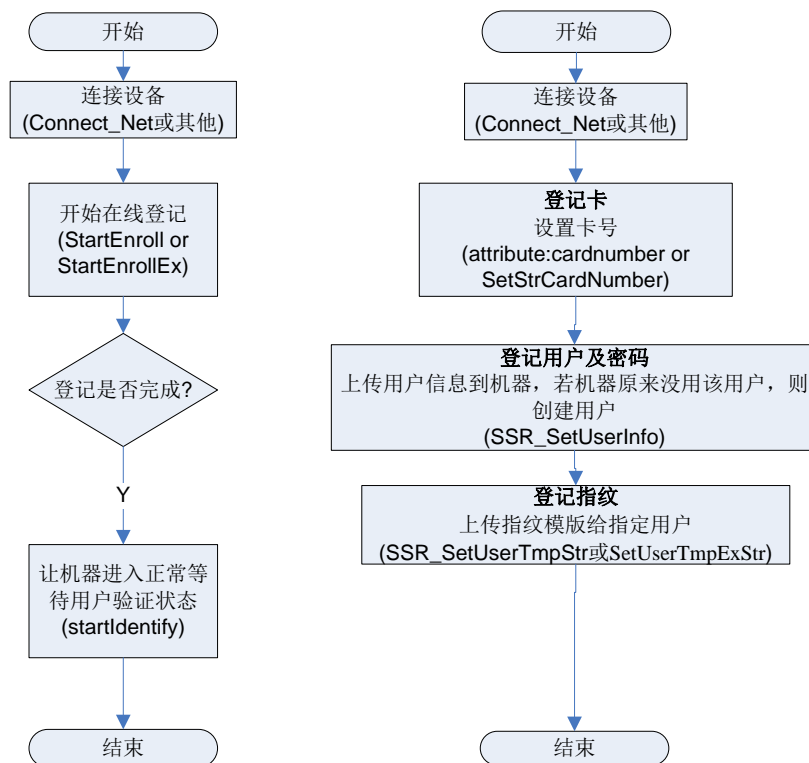 开始
连接设备
(Connect_Net或其他)
开始在线登记
(StartEnroll or
StartEnrollEx)
登记是否完成?
Y
让机器进入正常等
待用户验证状态
(startIdentify)
结束
开始
连接设备
(Connect_Net或其他)
登记卡
设置卡号
(attribute:cardnumber or
SetStrCardNumber)
登记用户及密码
上传用户信息到机器，若机器原来没用该用户，则
创建用户
(SSR_SetUserInfo)
登记指纹
上传指纹模版给指定用户
(SSR_SetUserTmpStr或SetUserTmpExStr)
结束